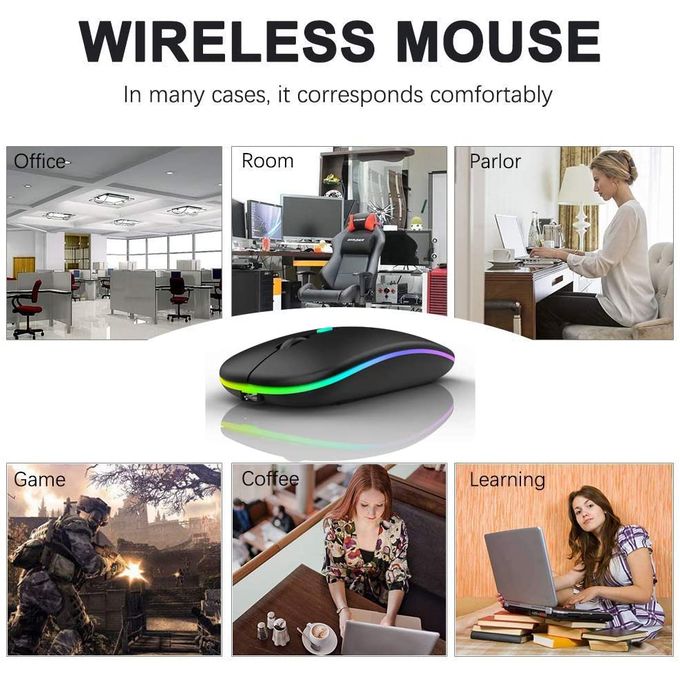 WIRELESS MOUSE
In many cases, it corresponds comfortably
Office
Room
Parlor
Game
Coffee
Learning